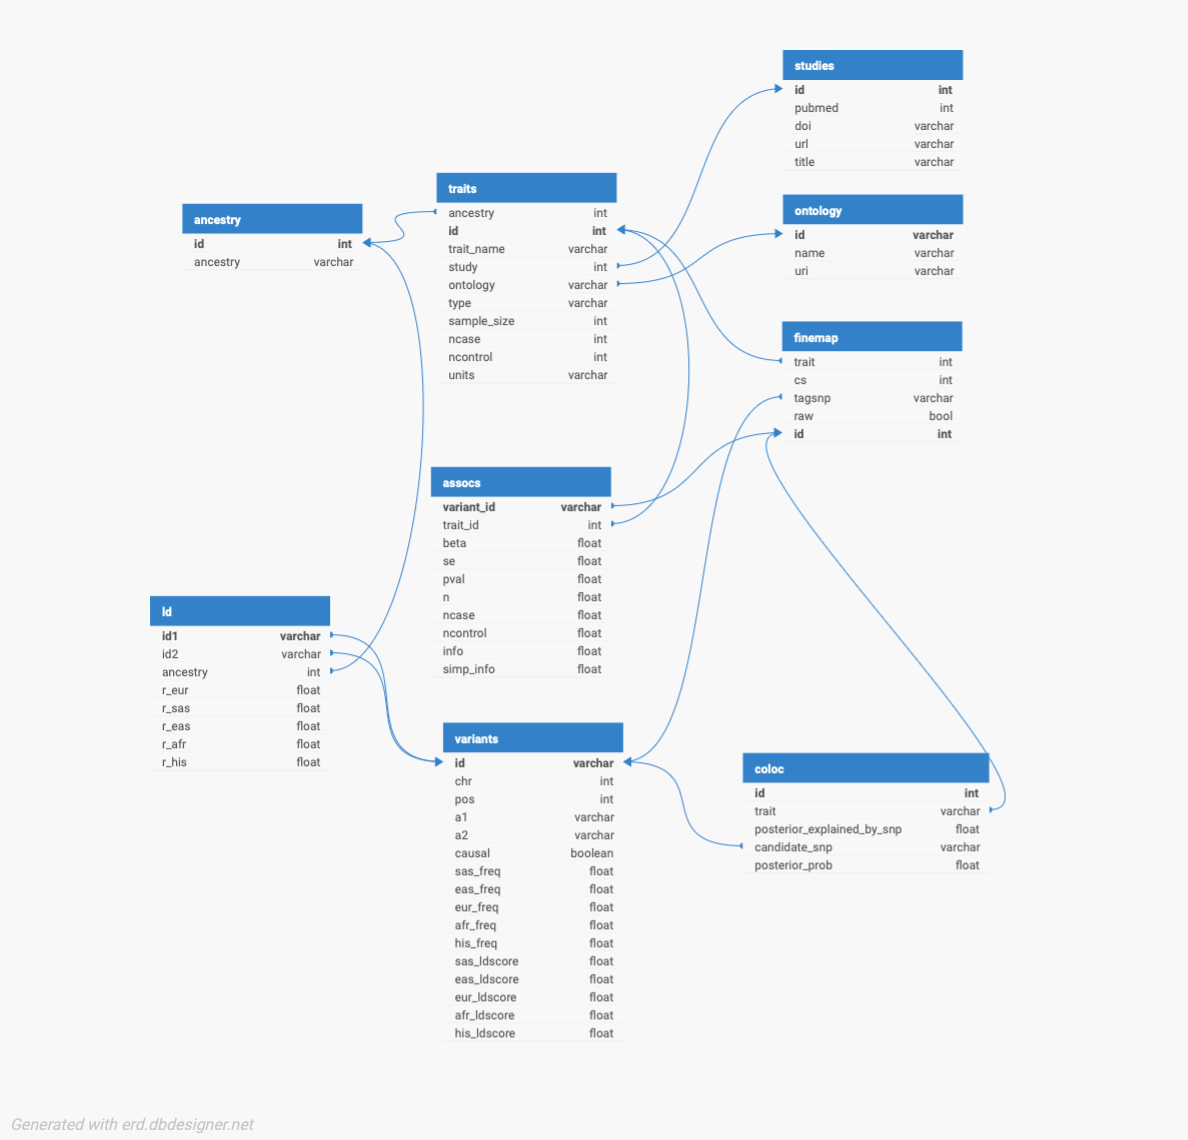 studies
id int
pubmed int
doi varchar
url varchar
title varchar
traits
ancestry int
id int
trait_name varchar
study int
ontology varchar
type varchar
sample_size int
ncase int
ncontrol int
units varchar
ontology
id varchar
name varchar
uri varchar
ancestry
id int
ancestry varchar
finemap
trait int
cs int
tagsnp varchar
raw bool
id int
assocs
variant_id varchar
trait_id int
beta float
se float
pval float
n float
ncase float
ncontrol float
info float
simp_info float
ld
id1 varchar
id2 varchar
ancestry int
r_eur float
r_sas float
r_eas float
r_afr float
r_his float
variants
id varchar
chr int
pos int
a1 varchar
a2 varchar
causal boolean
sas_freq float
eas_freq float
eur_freq float
afr_freq float
his_freq float
sas_ldscore float
eas_ldscore float
eur_ldscore float
afr_ldscore float
his_ldscore float
coloc
id int
trait varchar
posterior_explained_by_snp float
candidate_snp varchar
posterior_prob float
Generated with erd.dbdesigner.net